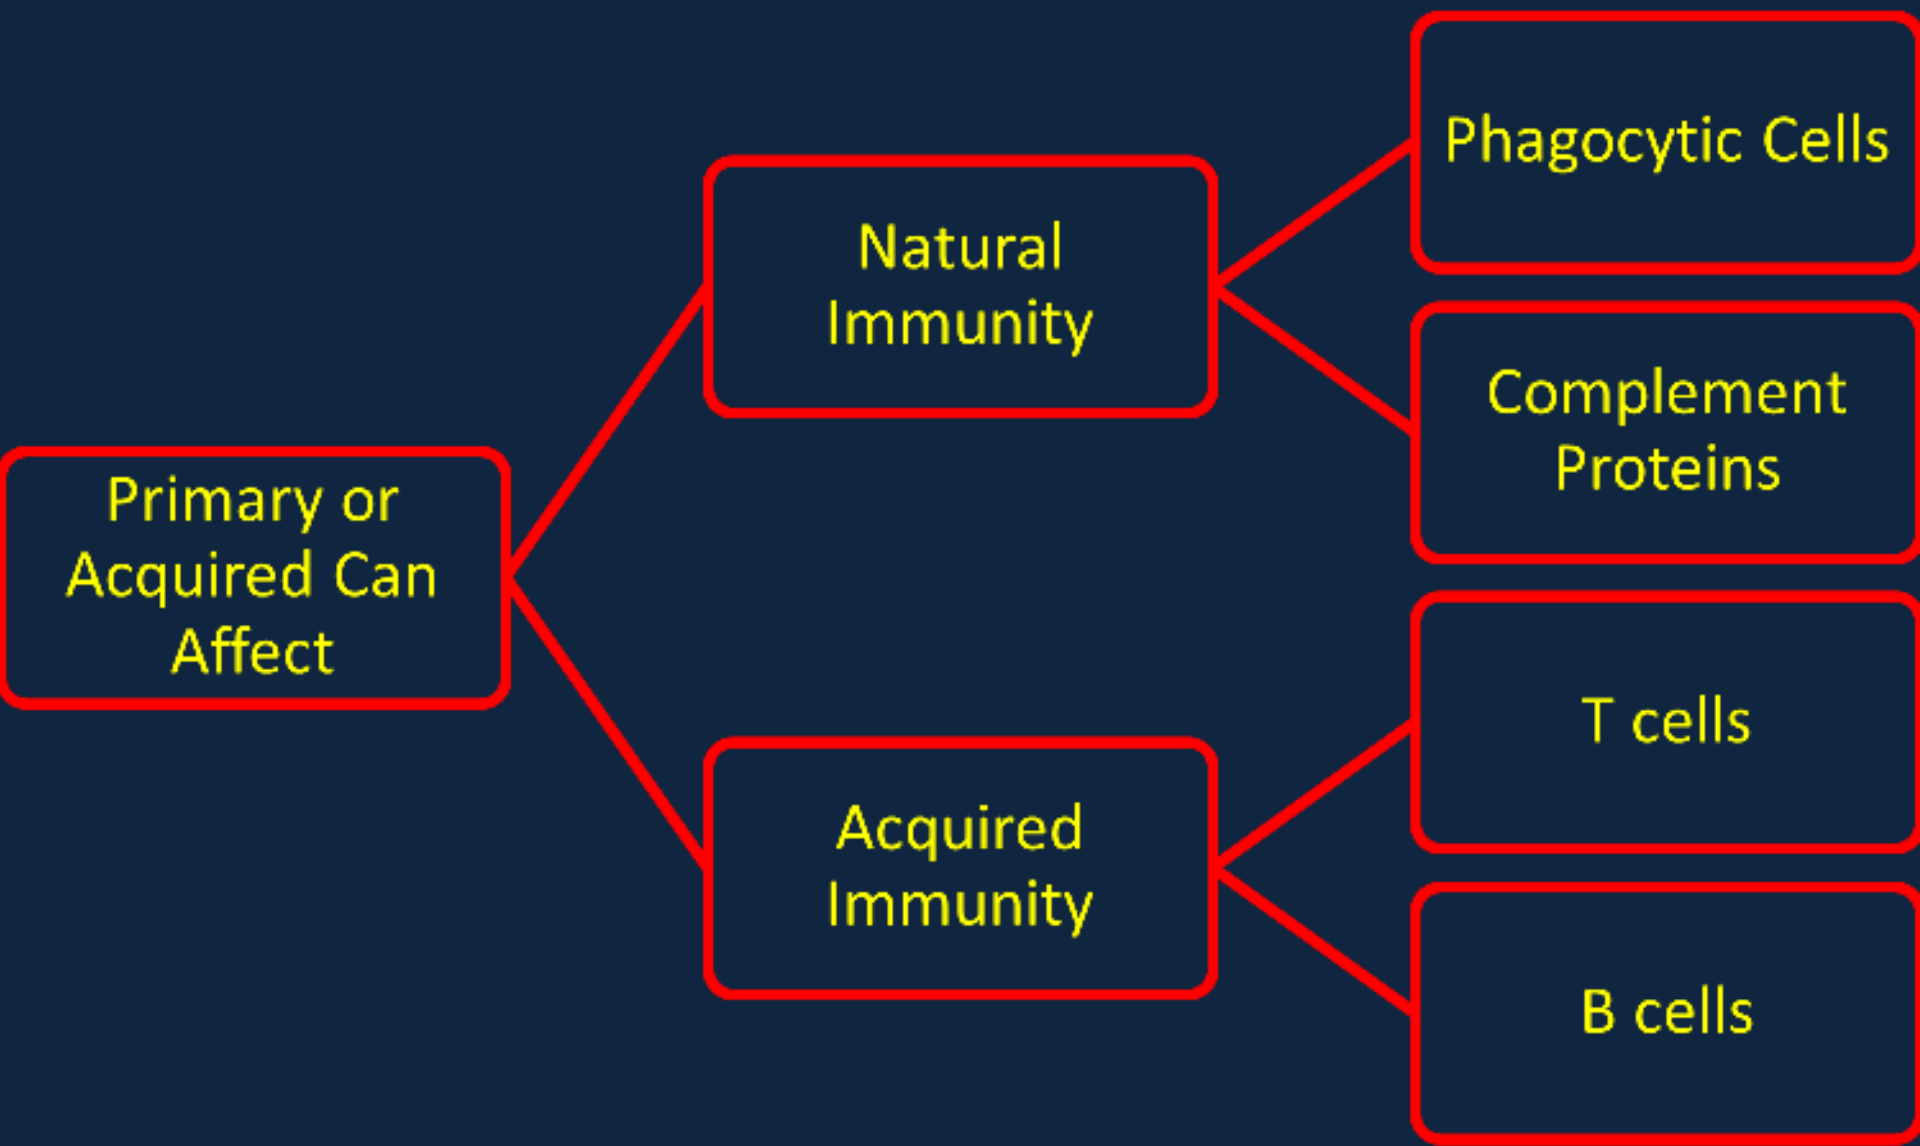 Primary or
Acquired Can
Affect
Natural
Immunity
Phagocytic Cells
Complement
Proteins
Acquired
Immunity
T cells
B cells